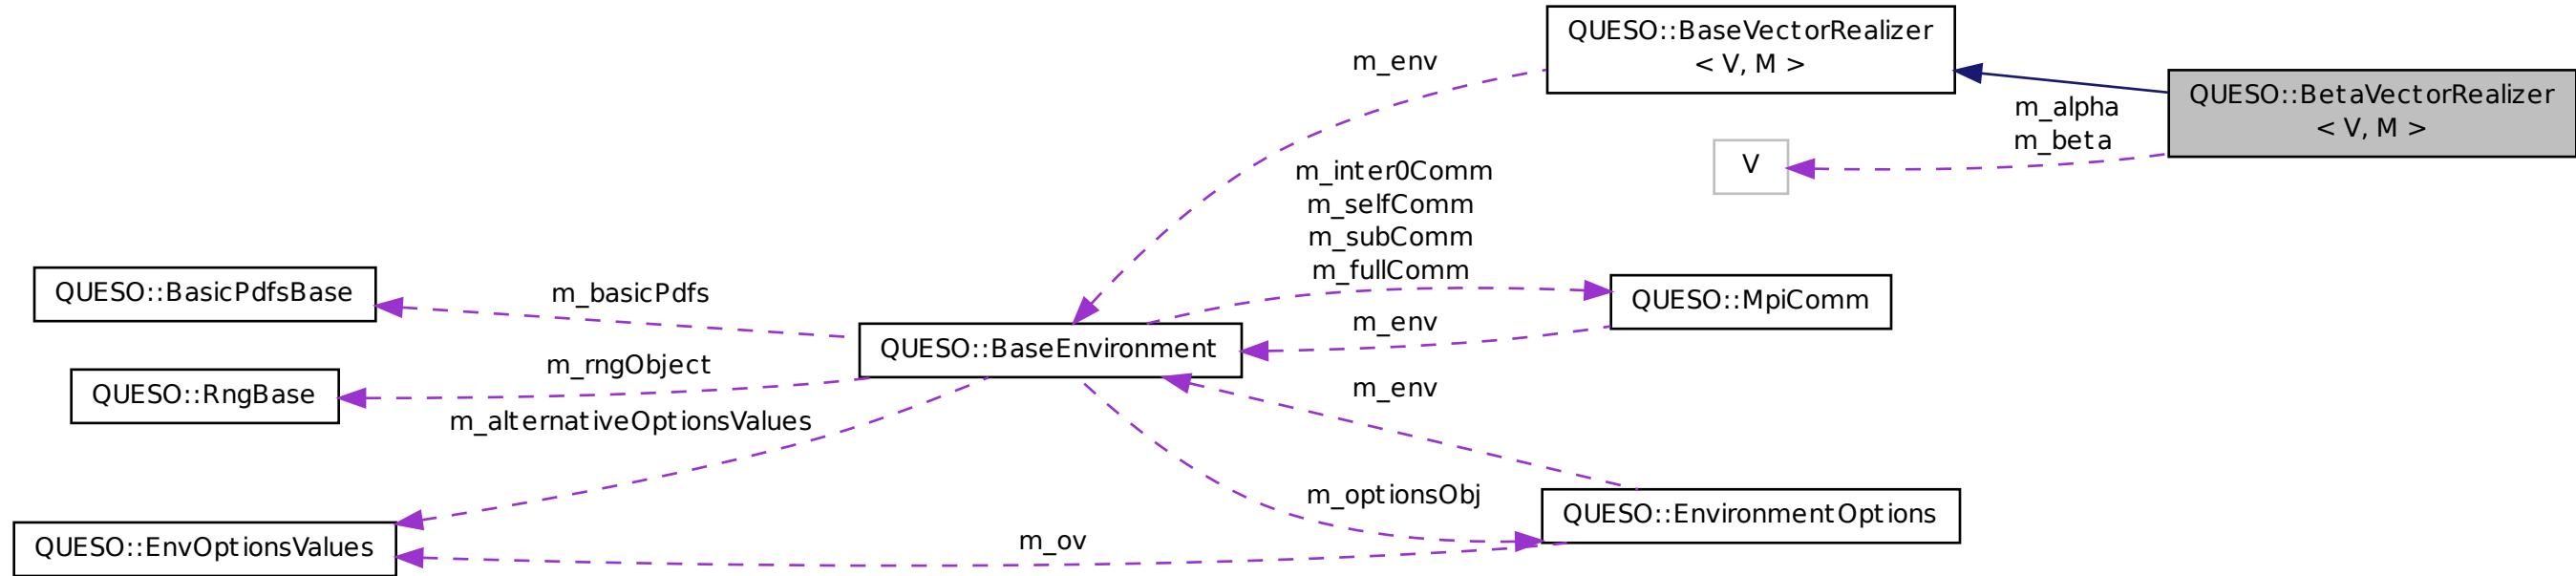 QUESO::BaseVectorRealizer
< V, M >
m_env
QUESO::BetaVectorRealizer
< V, M >
m_alpha
m_beta
V
m_inter0Comm
m_selfComm
m_subComm
m_fullComm
QUESO::BasicPdfsBase
m_basicPdfs
QUESO::MpiComm
m_env
QUESO::BaseEnvironment
m_rngObject
QUESO::RngBase
m_env
m_alternativeOptionsValues
m_optionsObj
QUESO::EnvironmentOptions
QUESO::EnvOptionsValues
m_ov